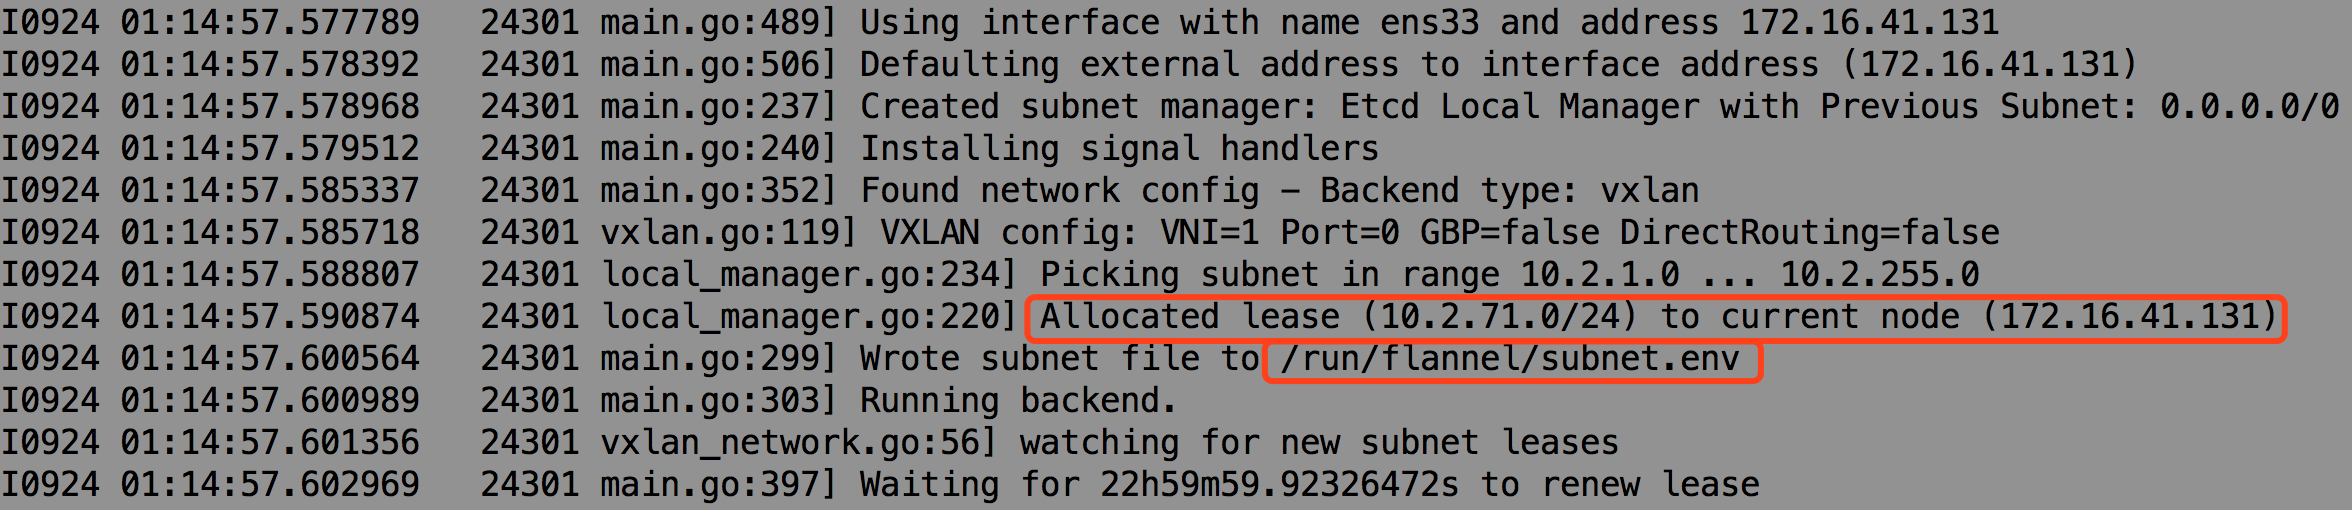 I0924 01:14:57.577789   24301 main.go:489] Using interface with name ens33 and address 172.16.41.131
I0924 01:14:57.578392   24301 main.go:506] Defaulting external address to interface address (172.16.41.131)
I0924 01:14:57.578968   24301 main.go:237] Created subnet manager: Etcd Local Manager with Previous Subnet: 0.0.0.0/0
I0924 01:14:57.579512   24301 main.go:240] Installing signal handlers
I0924 01:14:57.585337   24301 main.go:352] Found network config – Backend type: vxlan
I0924 01:14:57.585718   24301 vxlan.go:119] VXLAN config: VNI=1 Port=0 GBP=false DirectRouting=false
I0924 01:14:57.588807   24301 local_manager.go:234] Picking subnet in range 10.2.1.0 ... 10.2.255.0
I0924 01:14:57.590874   24301 local_manager.go:220] Allocated lease (10.2.71.0/24) to current node (172.16.41.131)
I0924 01:14:57.600564   24301 main.go:299] Wrote subnet file to /run/flannel/subnet.env
I0924 01:14:57.600989   24301 main.go:303] Running backend.
I0924 01:14:57.601356   24301 vxlan_network.go:56] watching for new subnet leases
I0924 01:14:57.602969   24301 main.go:397] Waiting for 22h59m59.92326472s to renew lease